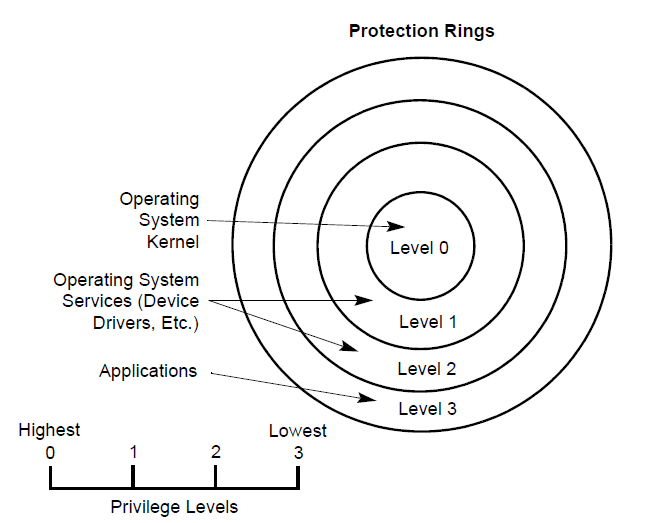 Protection Rings
Operating
System
Kernel
Level 0
Operating System
Services (Device
Drivers, Etc.)
Level 1
Level 2
Applications
Level 3
Highest
Lowest
0
1
2
3
Privilege Levels